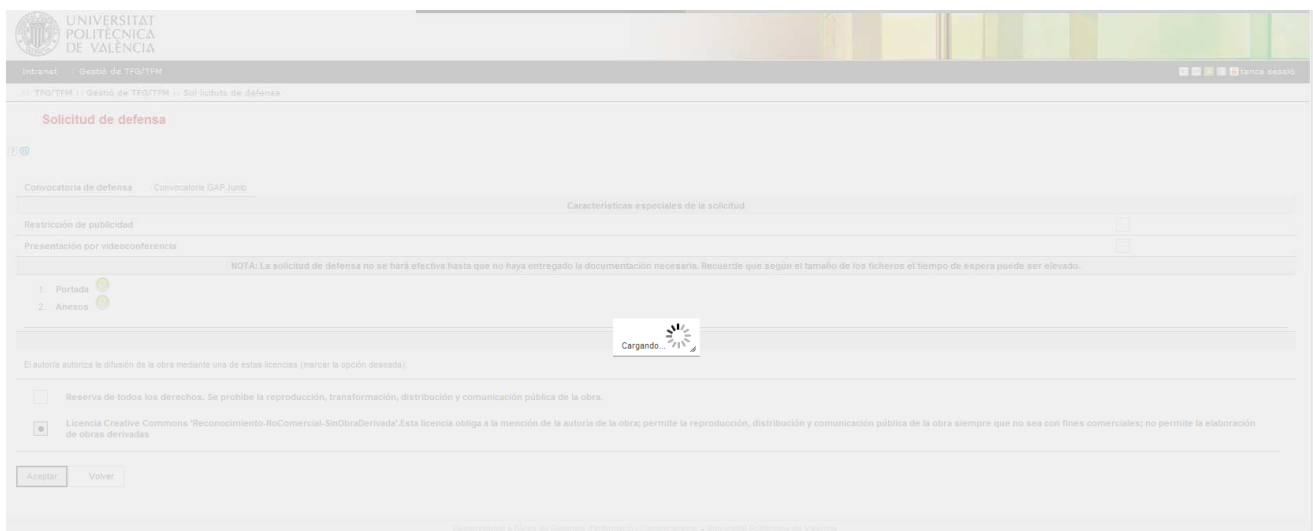 UNIVERSITAT
POLITÈCNICA
DE VALÈNCIA
Intranet :: Gestió de TFG/TFM
tanca sessió
:: TFG/TFM :: Gestió de TFG/TFM :: Sol·licituts de defensa
Solicitud de defensa
Convocatoria de defensa Convocatoria GAP Junio
Características especiales de la solicitud
Restricción de publicidad
Presentación por videoconferencia
NOTA: La solicitud de defensa no se hará efectiva hasta que no haya entregado la documentación necesaria. Recuerde que según el tamaño de los ficheros el tiempo de espera puede ser elevado.
1. Portada
2. Anexos
Cargando...
El autor/a autoriza la difusión de la obra mediante una de estas licencias (marcar la opción deseada):
Reserva de todos los derechos. Se prohíbe la reproducción, transformación, distribución y comunicación pública de la obra.
Licencia Creative Commons 'Reconocimiento-NoComercial-SinObraDerivada'.Esta licencia obliga a la mención de la autoría de la obra; permite la reproducción, distribución y comunicación pública de la obra siempre que no sea con fines comerciales; no permite la elaboración
de obras derivadas
Aceptar Volver